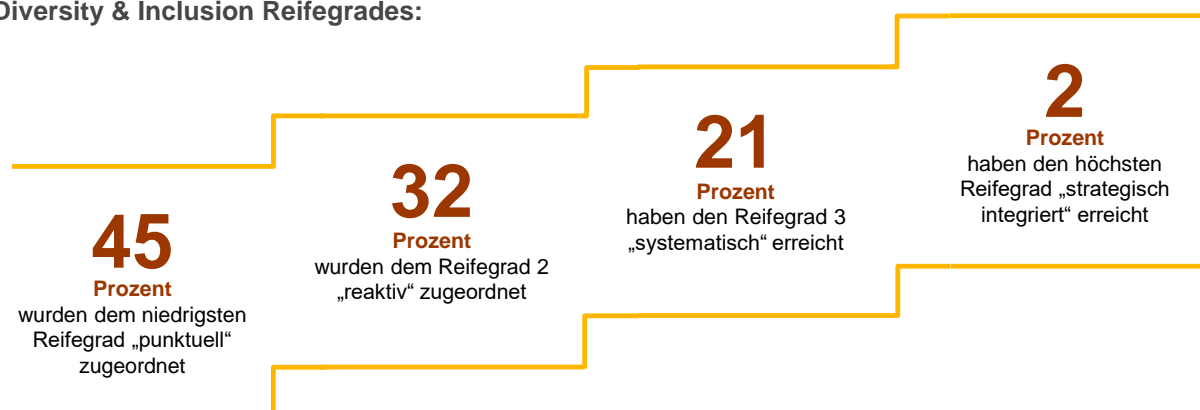 Diversity & Inclusion Reifegrades:
45
Prozent
wurden dem niedrigsten
Reifegrad „punktuell“
zugeordnet
32
Prozent
wurden dem Reifegrad 2
„reaktiv“ zugeordnet
21
Prozent
haben den Reifegrad 3
„systematisch“ erreicht
2
Prozent
haben den höchsten
Reifegrad „strategisch
integriert“ erreicht